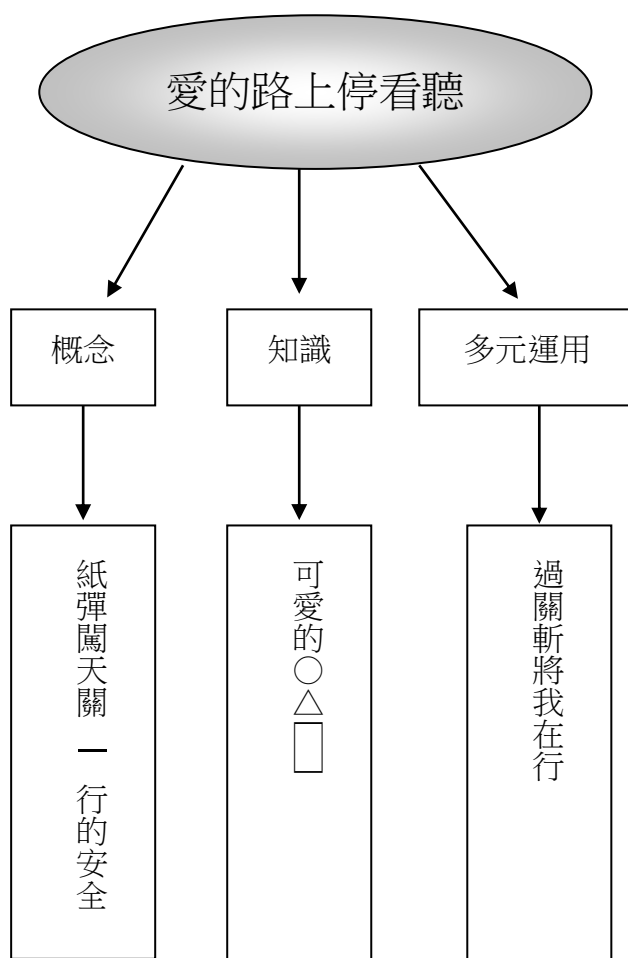 愛的路上停看聽
概念
知識
多元運用
紙彈闖天關 — 行的安全
可愛的○△□
過關斬將我在行